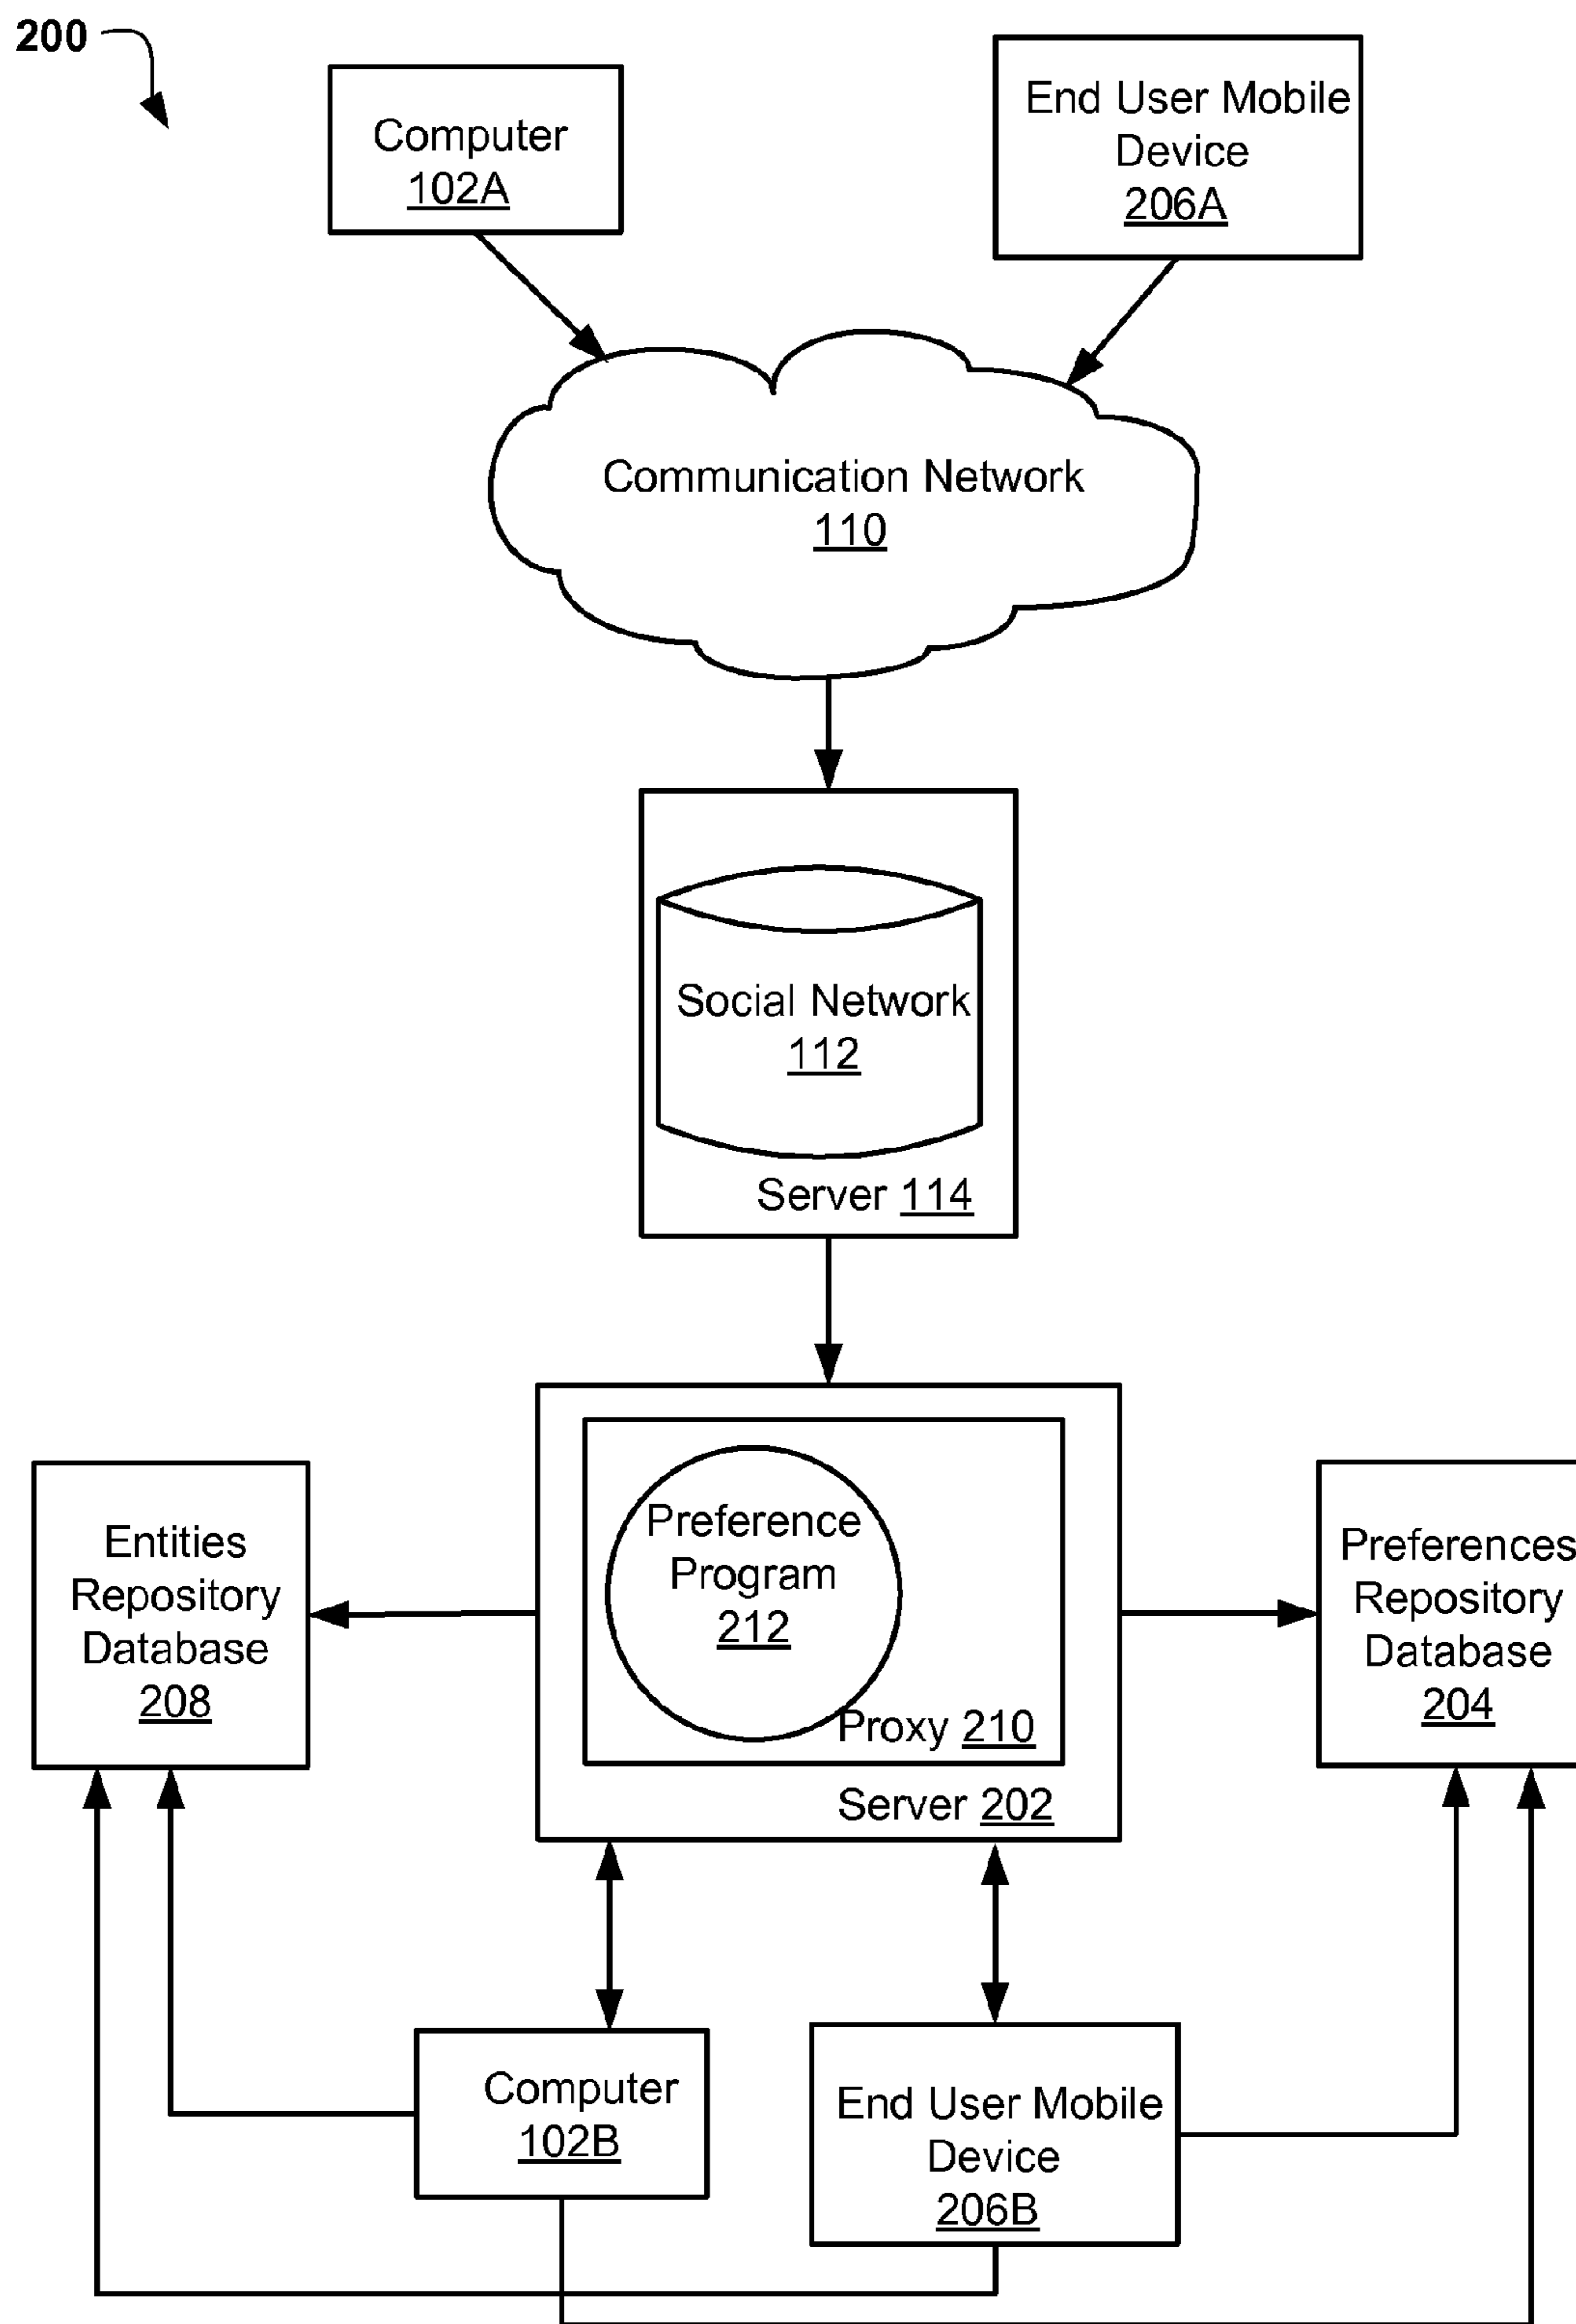 200
Computer
102A
End User Mobile
Device
206A
Communication Network
110
Social Network
112
Server 114
Entities
Repository
Database
208
Preference
Program
212
Proxy 210
Server 202
Preferences
Repository
Database
204
Computer
102B
End User Mobile
Device
206B